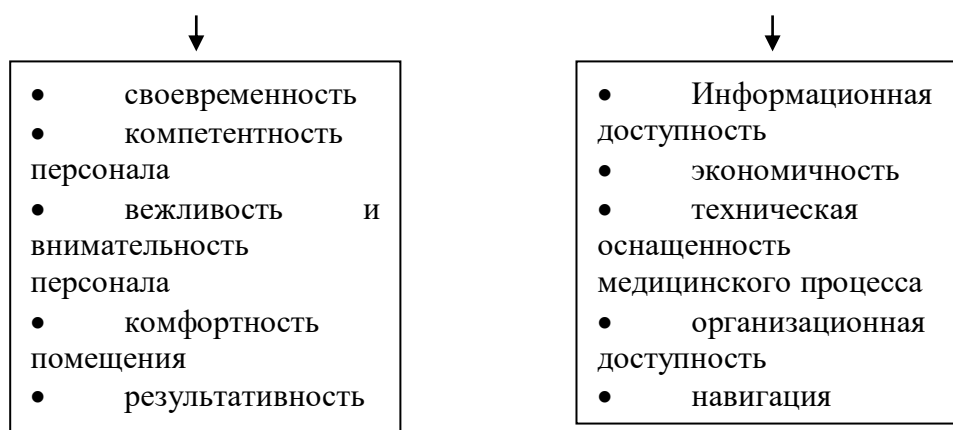 • своевременность
• компетентность
персонала
• вежливость и
внимательность
персонала
• комфортность
помещения
• результативность
• Информационная
доступность
• экономичность
• техническая
оснащенность
медицинского процесса
• организационная
доступность
• навигация